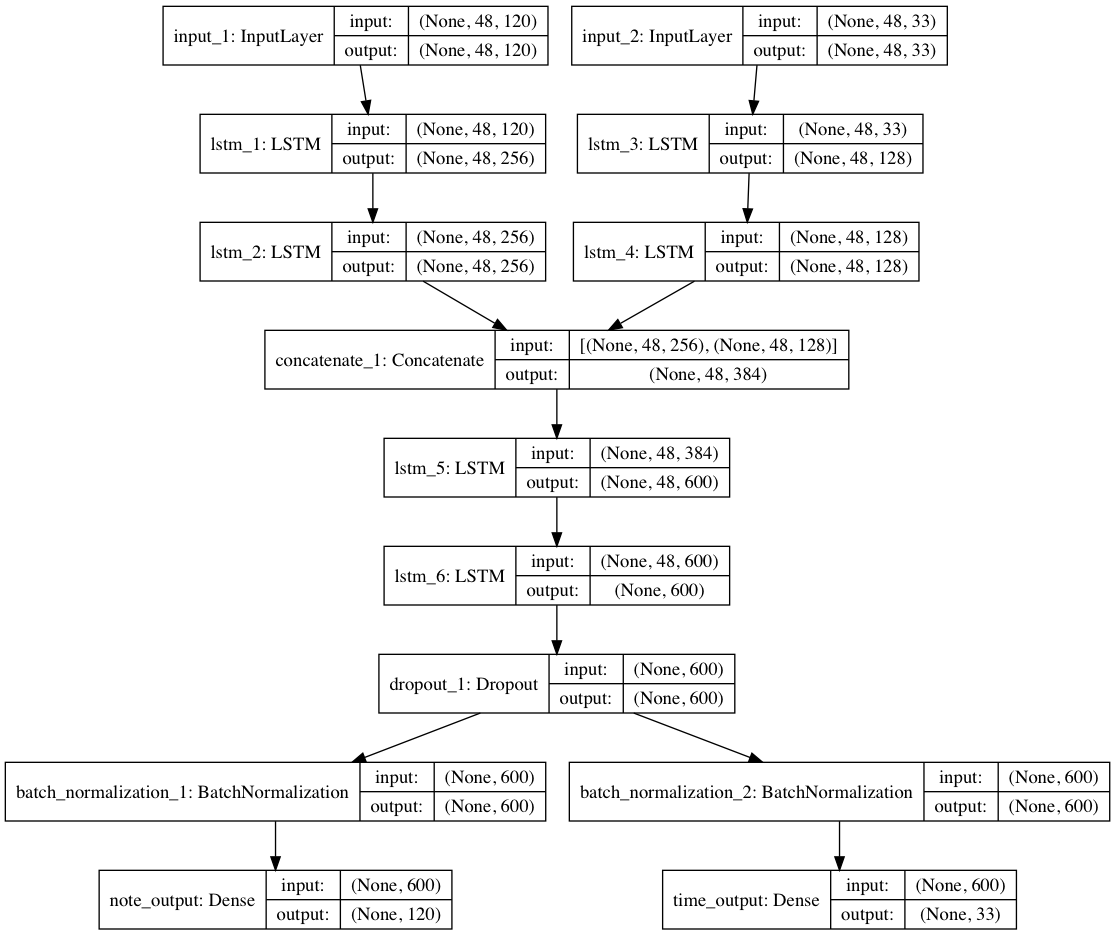 input_1: InputLayer
input: (None, 48, 120)
output: (None, 48, 120)
input_2: InputLayer
input: (None, 48, 33)
output: (None, 48, 33)
lstm_1: LSTM
input: (None, 48, 120)
output: (None, 48, 256)
lstm_3: LSTM
input: (None, 48, 33)
output: (None, 48, 128)
lstm_2: LSTM
input: (None, 48, 256)
output: (None, 48, 256)
lstm_4: LSTM
input: (None, 48, 128)
output: (None, 48, 128)
concatenate_1: Concatenate
input: [(None, 48, 256), (None, 48, 128)]
output: (None, 48, 384)
lstm_5: LSTM
input: (None, 48, 384)
output: (None, 48, 600)
lstm_6: LSTM
input: (None, 48, 600)
output: (None, 600)
dropout_1: Dropout
input: (None, 600)
output: (None, 600)
batch_normalization_1: BatchNormalization
input: (None, 600)
output: (None, 600)
batch_normalization_2: BatchNormalization
input: (None, 600)
output: (None, 600)
note_output: Dense
input: (None, 600)
output: (None, 120)
time_output: Dense
input: (None, 600)
output: (None, 33)